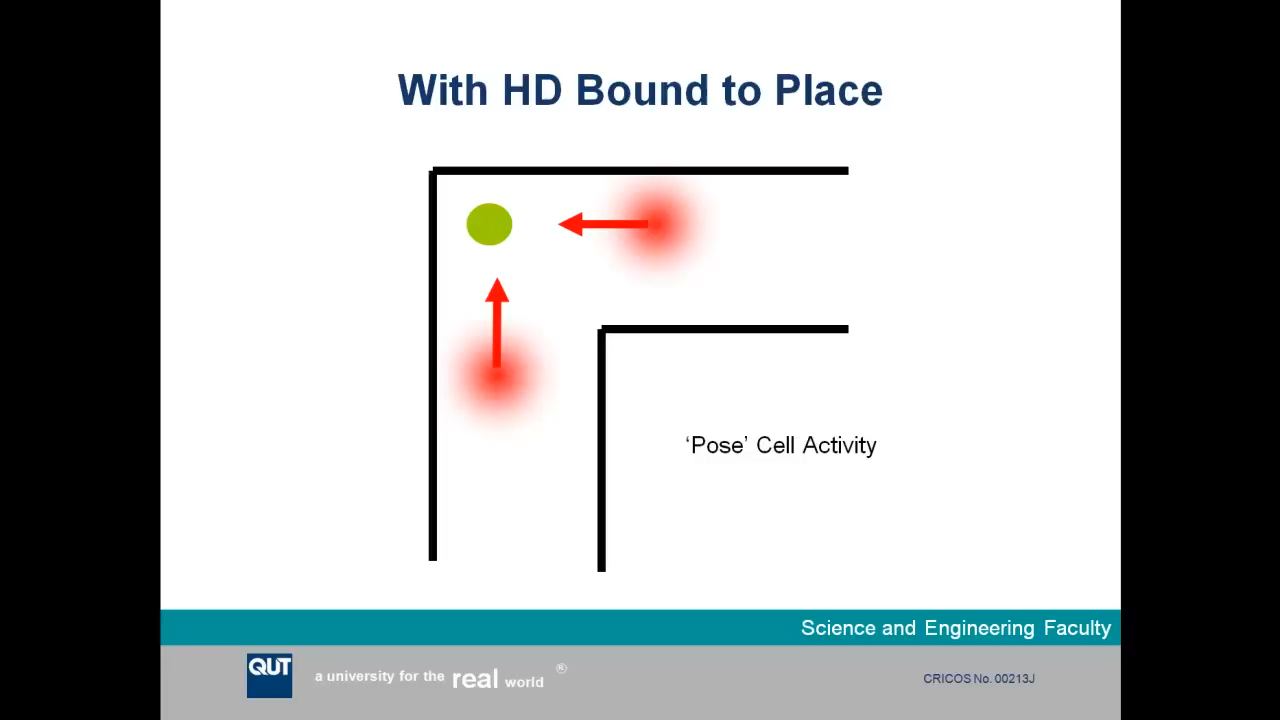 With HD Bound to Place
‘Pose’ Cell Activity
Science and Engineering Faculty
QUT
a university for the real world ®
CRICOS No. 00213J